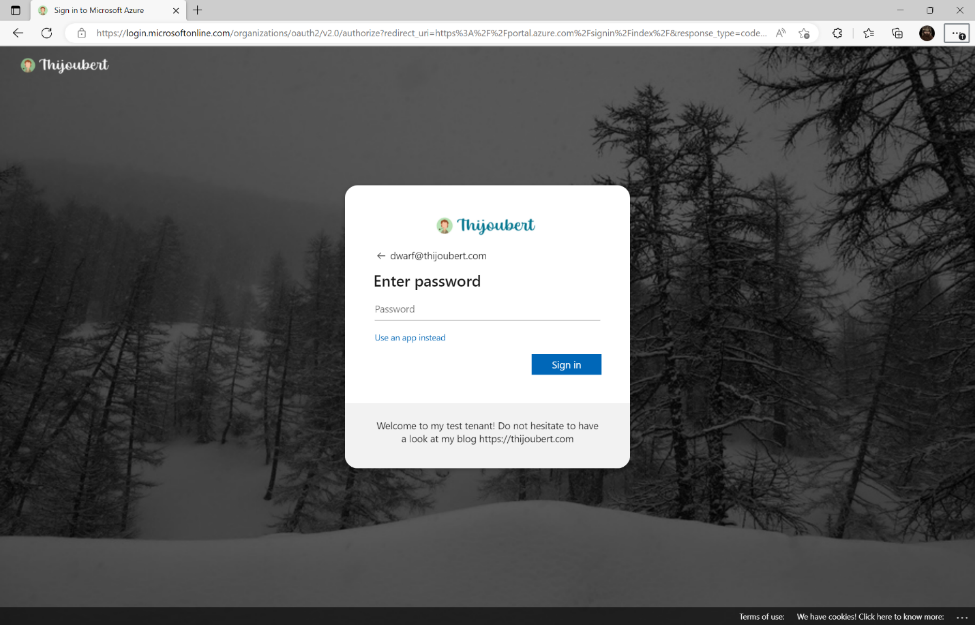 Sign in to Microsoft Azure
https://login.microsoftonline.com/organizations/oauth2/v2.0/authorize?redirect_uri=https%3A%2F%2Fportal.azure.com%2Fsignin%2Findex%2F&response_type=code...
Thijoubert
Thijoubert
dwarf@thijoubert.com
Enter password
Password
Use an app instead
Sign in
Welcome to my test tenant! Do not hesitate to have
a look at my blog https://thijoubert.com
Terms of use: We have cookies! Click here to know more: ...